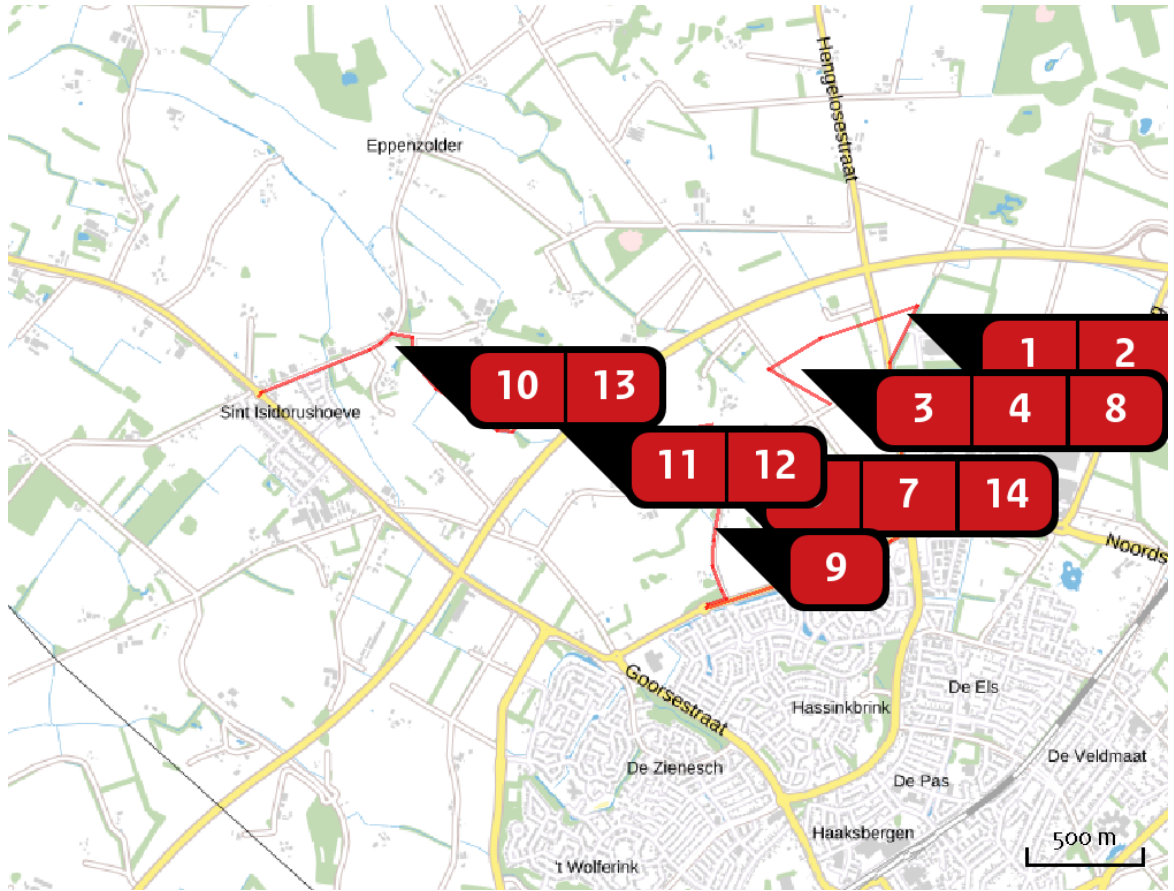 Hengelosestraat
Eppenzolder
1 2
10 13
3 4 8
Sint Isidorushoeve
11 12
7 14
Noords
9
Goorsestraat
De Els
Hassinkbrink
De Veldmaat
De Zienesch
De Pas
Haaksbergen
500 m
't Wolferink